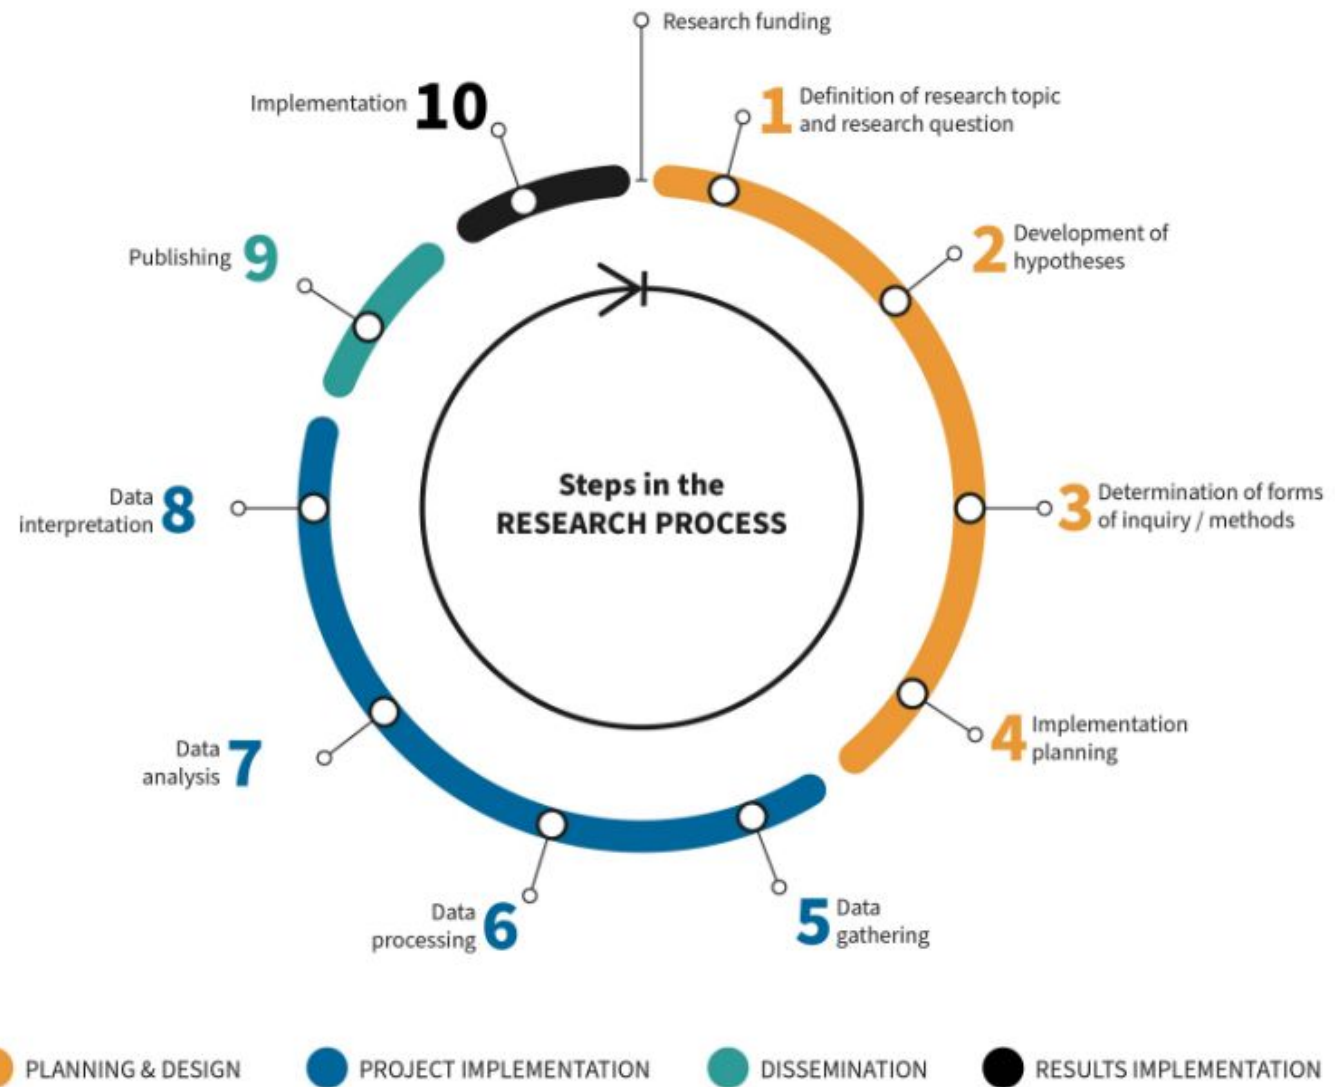 Research funding
1 Definition of research topic
and research question
2 Development of
hypotheses
3 Determination of forms
of inquiry / methods
4 Implementation
planning
5 Data
gathering
Data
processing 6
Data
analysis 7
Data
interpretation 8
Publishing 9
Implementation 10
Steps in the
RESEARCH PROCESS
PLANNING & DESIGN
PROJECT IMPLEMENTATION
DISSEMINATION
RESULTS IMPLEMENTATION